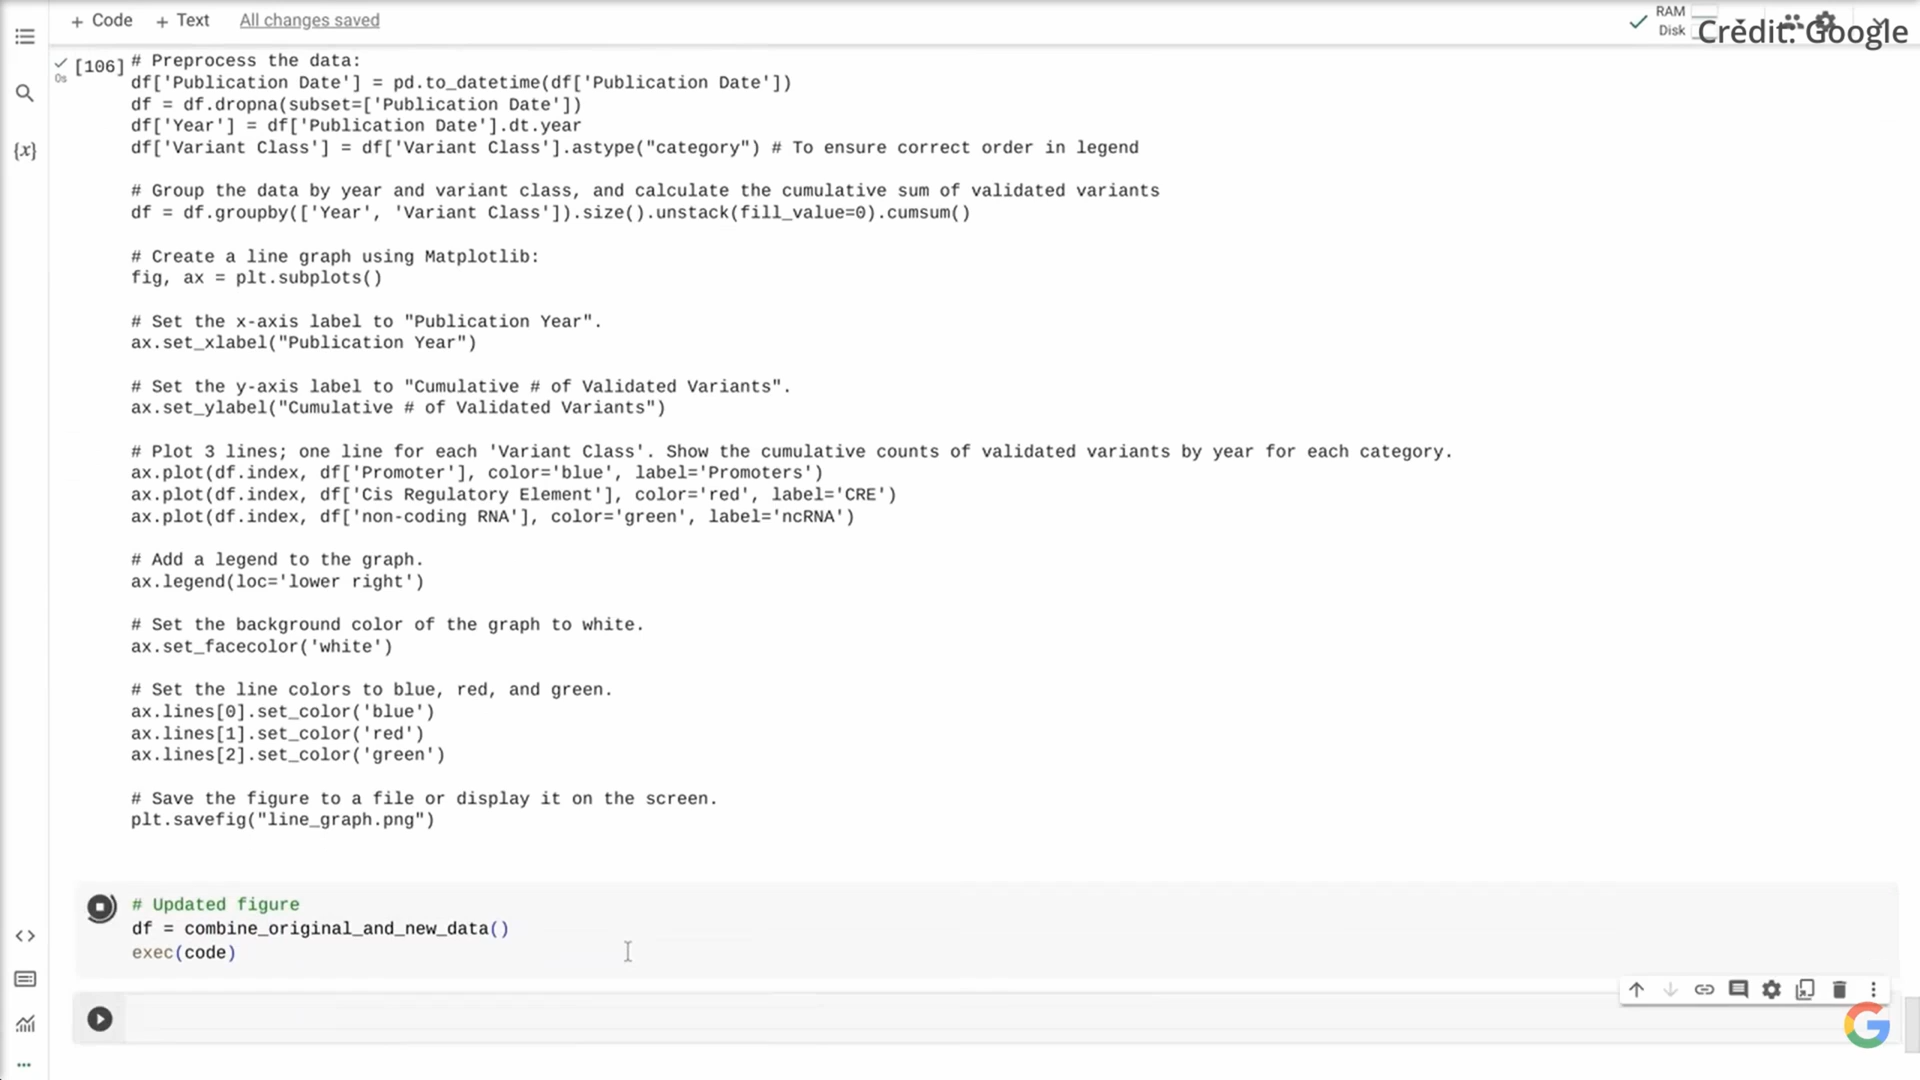 + Code + Text All changes saved
RAM
Disk
Credit: Google
{x}
[106]
0s
# Preprocess the data:
df['Publication Date'] = pd.to_datetime(df['Publication Date'])
df = df.dropna(subset=['Publication Date'])
df['Year'] = df['Publication Date'].dt.year
df['Variant Class'] = df['Variant Class'].astype("category") # To ensure correct order in legend
# Group the data by year and variant class, and calculate the cumulative sum of validated variants
df = df.groupby(['Year', 'Variant Class']).size().unstack(fill_value=0).cumsum()
# Create a line graph using Matplotlib:
fig, ax = plt.subplots()
# Set the x-axis label to "Publication Year".
ax.set_xlabel("Publication Year")
# Set the y-axis label to "Cumulative # of Validated Variants".
ax.set_ylabel("Cumulative # of Validated Variants")
# Plot 3 lines; one line for each 'Variant Class'. Show the cumulative counts of validated variants by year for each category.
ax.plot(df.index, df['Promoter'], color='blue', label='Promoters')
ax.plot(df.index, df['Cis Regulatory Element'], color='red', label='CRE')
ax.plot(df.index, df['non-coding RNA'], color='green', label='ncRNA')
# Add a legend to the graph.
ax.legend(loc='lower right')
# Set the background color of the graph to white.
ax.set_facecolor('white')
# Set the line colors to blue, red, and green.
ax.lines[0].set_color('blue')
ax.lines[1].set_color('red')
ax.lines[2].set_color('green')
# Save the figure to a file or display it on the screen.
plt.savefig("line_graph.png")
# Updated figure
df = combine_original_and_new_data()
exec(code)